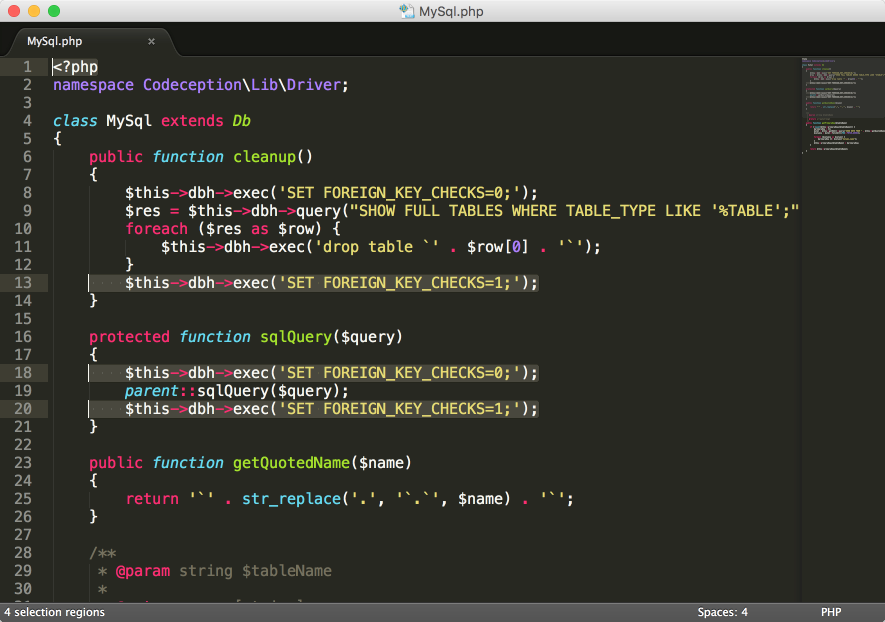 MySql.php
MySql.php ×
1 <?php
2 namespace Codeception\Lib\Driver;
3
4 class MySql extends Db
5 {
6 public function cleanup()
7 {
8 $this->dbh->exec('SET FOREIGN_KEY_CHECKS=0;');
9 $res = $this->dbh->query("SHOW FULL TABLES WHERE TABLE_TYPE LIKE '%TABLE';"
10 foreach ($res as $row) {
11 $this->dbh->exec('drop table `' . $row[0] . '`');
12 }
13 $this->dbh->exec('SET FOREIGN_KEY_CHECKS=1;');
14 }
15
16 protected function sqlQuery($query)
17 {
18 $this->dbh->exec('SET FOREIGN_KEY_CHECKS=0;');
19 parent::sqlQuery($query);
20 $this->dbh->exec('SET FOREIGN_KEY_CHECKS=1;');
21 }
22
23 public function getQuotedName($name)
24 {
25 return '`' . str_replace('.', '`.`', $name) . '`';
26 }
27
28 /**
29 * @param string $tableName
30 *
4 selection regions Spaces: 4 PHP